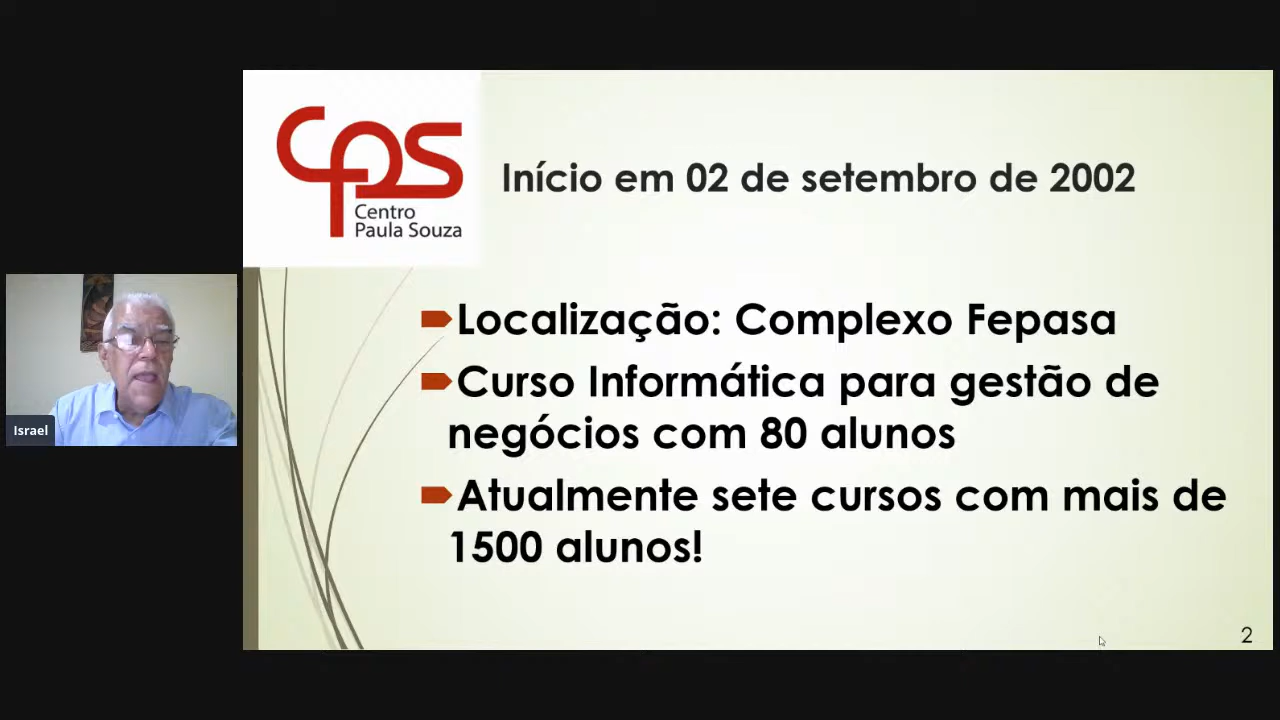 cps
Centro
Paula Souza
Início em 02 de setembro de 2002
Localização: Complexo Fepasa
Curso Informática para gestão de
negócios com 80 alunos
Atualmente sete cursos com mais de
1500 alunos!
Israel
2